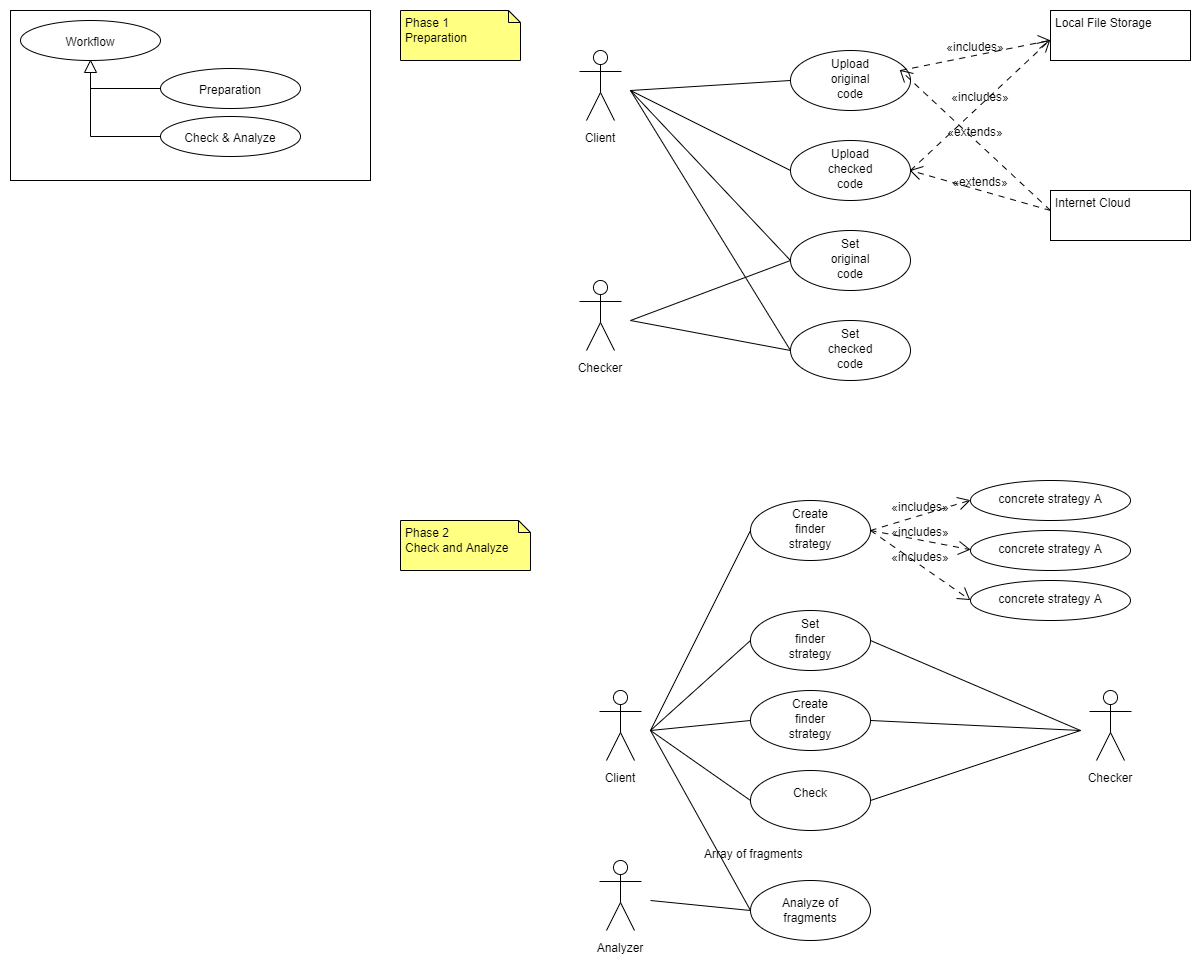 Workflow
Preparation
Check & Analyze
Phase 1
Preparation
Client
Checker
Upload
original
code
Upload
checked
code
Set
original
code
Set
checked
code
«includes»
«includes»
«extends»
«extends»
Local File Storage
Internet Cloud
Phase 2
Check and Analyze
Create
finder
strategy
«includes»
«includes»
«includes»
concrete strategy A
concrete strategy A
concrete strategy A
Set
finder
strategy
Create
finder
strategy
Client
Checker
Check
Array of fragments
Analyze of
fragments
Analyzer